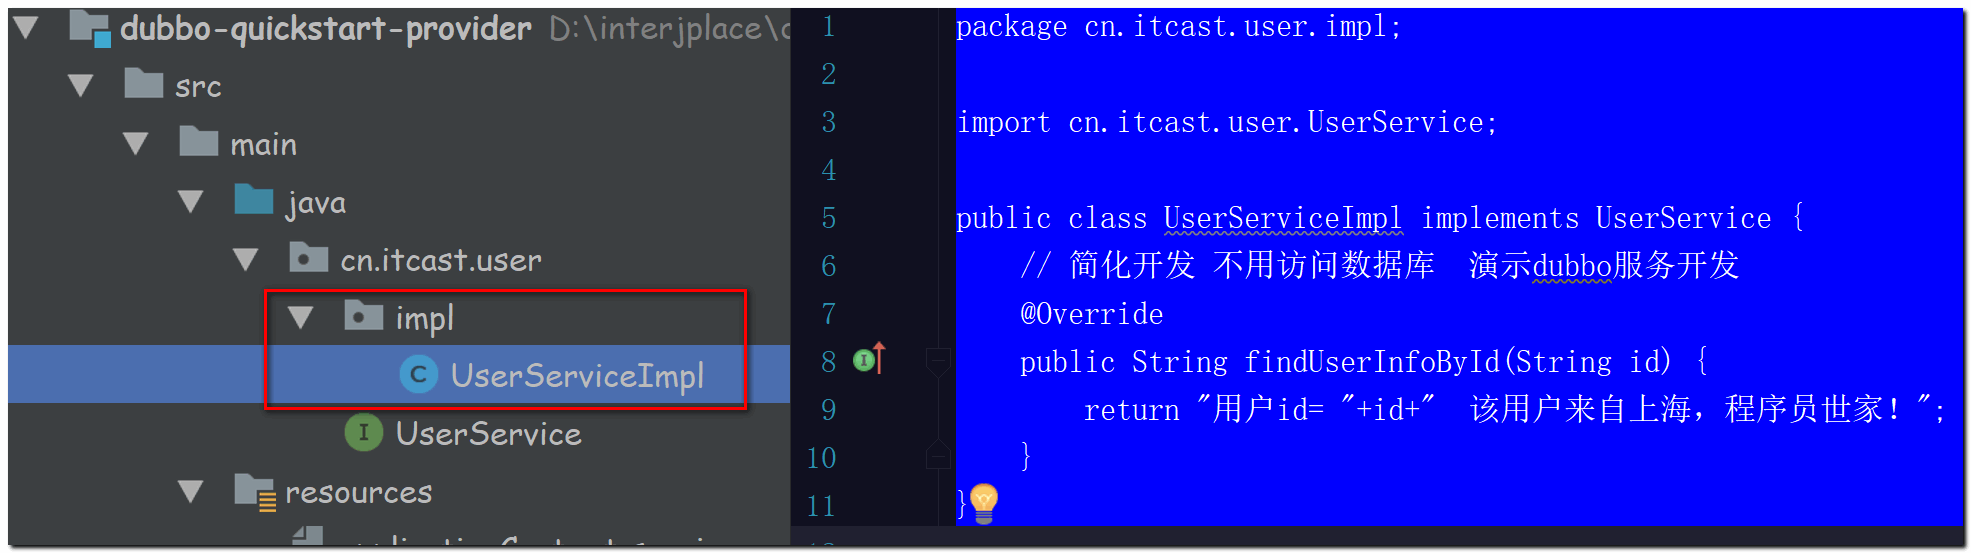 dubbo-quickstart-provider D:\interjplace\
src
main
java
cn.itcast.user
impl
UserServiceImpl
UserService
resources
1 package cn.itcast.user.impl;
2
3 import cn.itcast.user.UserService;
4
5 public class UserServiceImpl implements UserService {
6 // 简化开发 不用访问数据库  演示dubbo服务开发
7 @Override
8 public String findUserInfoById(String id) {
9 return "用户id= "+id+"  该用户来自上海，程序员世家！";
10 }
11 }